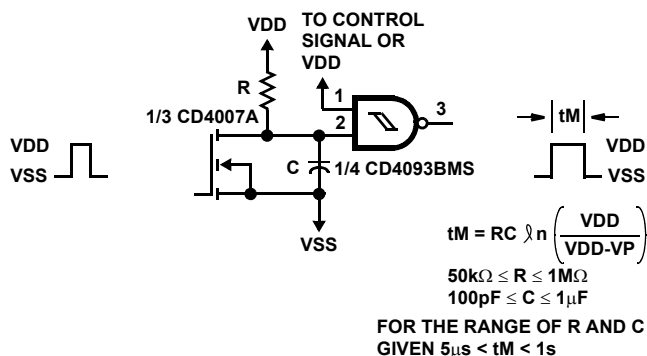 VDD
TO CONTROL
SIGNAL OR
VDD
R
1
3
2
1/3 CD4007A
C
1/4 CD4093BMS
VSS
VDD
VSS
tM
VDD
VSS
tM = RC ℓn (VDD / VDD-VP)
50kΩ ≤ R ≤ 1MΩ
100pF ≤ C ≤ 1μF
FOR THE RANGE OF R AND C
GIVEN 5μs < tM < 1s